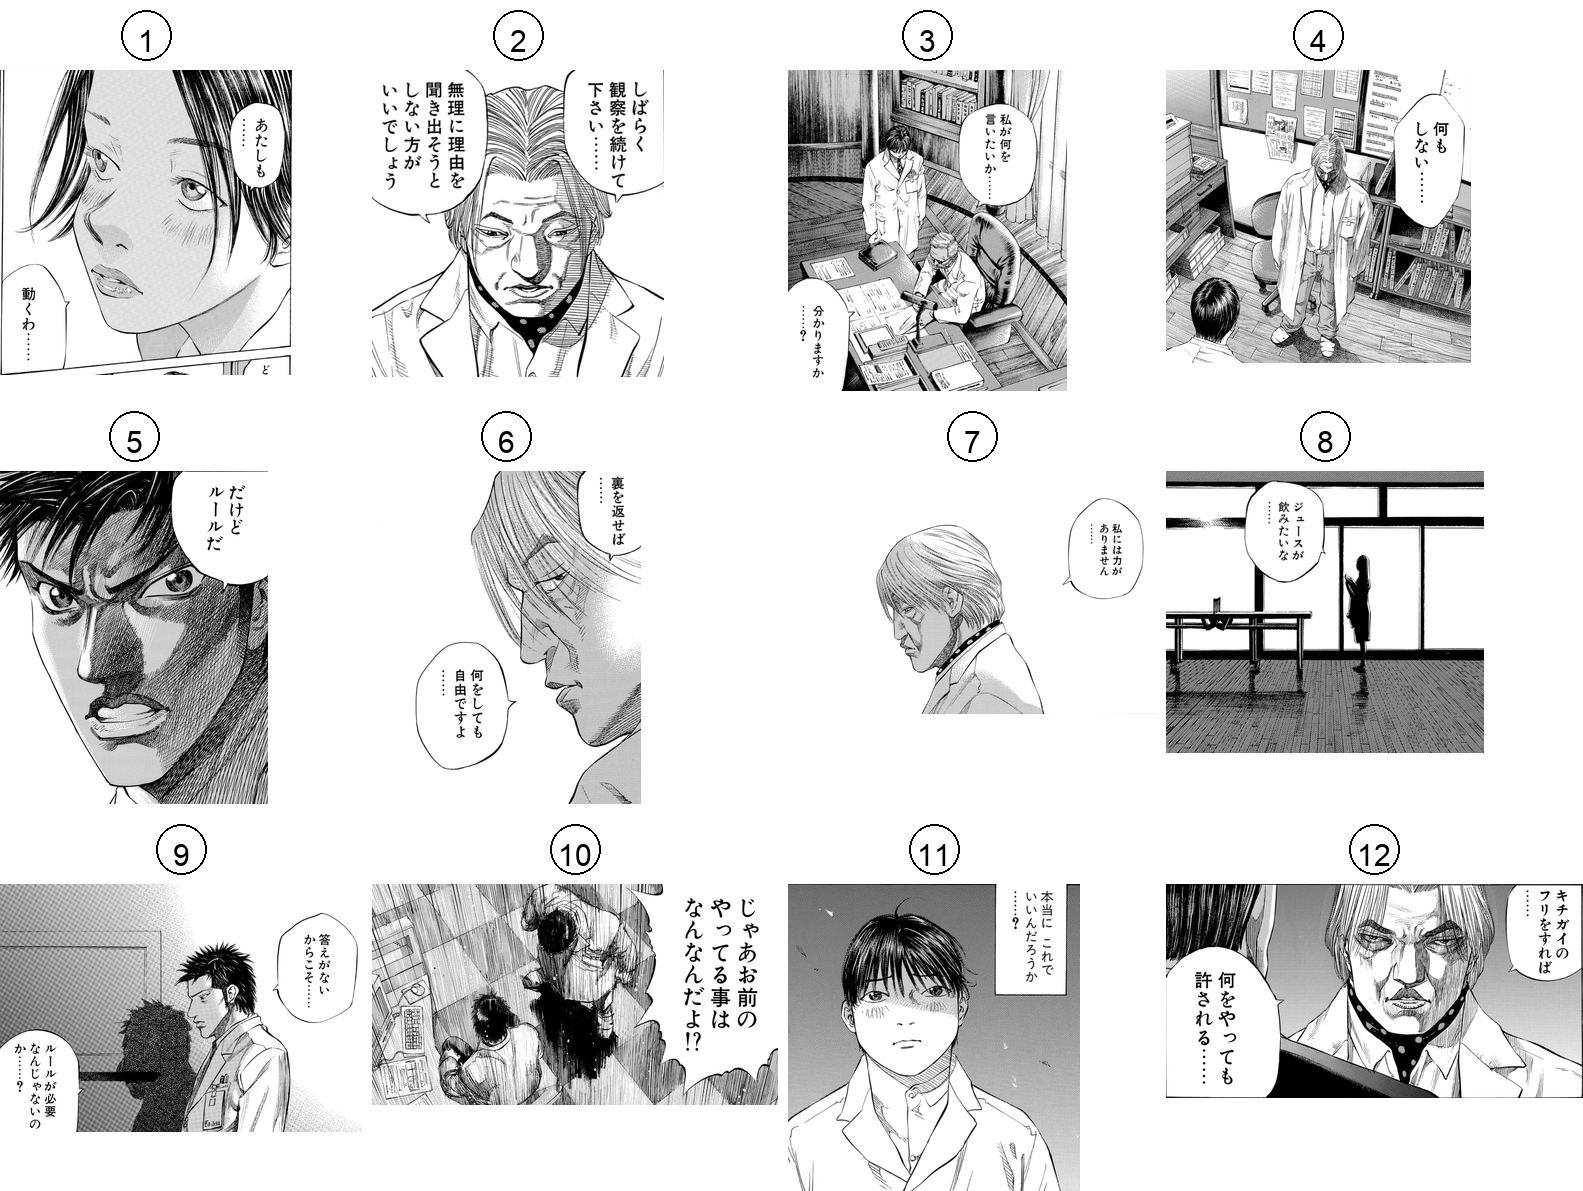 1
あたしも
……
動くわ……
ど
2
しばらく
観察を続けて
下さい……
無理に理由を
聞き出そうと
しない方が
いいでしょう
3
私が何を
言いたいか……
分かりますか
……?
4
何も
しない……
5
だけど
ルールだ
6
裏を返せば
……
何をしても
自由ですよ
……
7
私には力が
ありません
……
8
ジュースが
飲みたいな
……
9
答えがない
からこそ……
ルールが必要
なんじゃないの
か……?
10
じゃあお前の
やってる事は
なんなんだよ!?
11
本当に これで
いいんだろうか
……?
12
キチガイの
フリをすれば
……
何をやっても
許される……